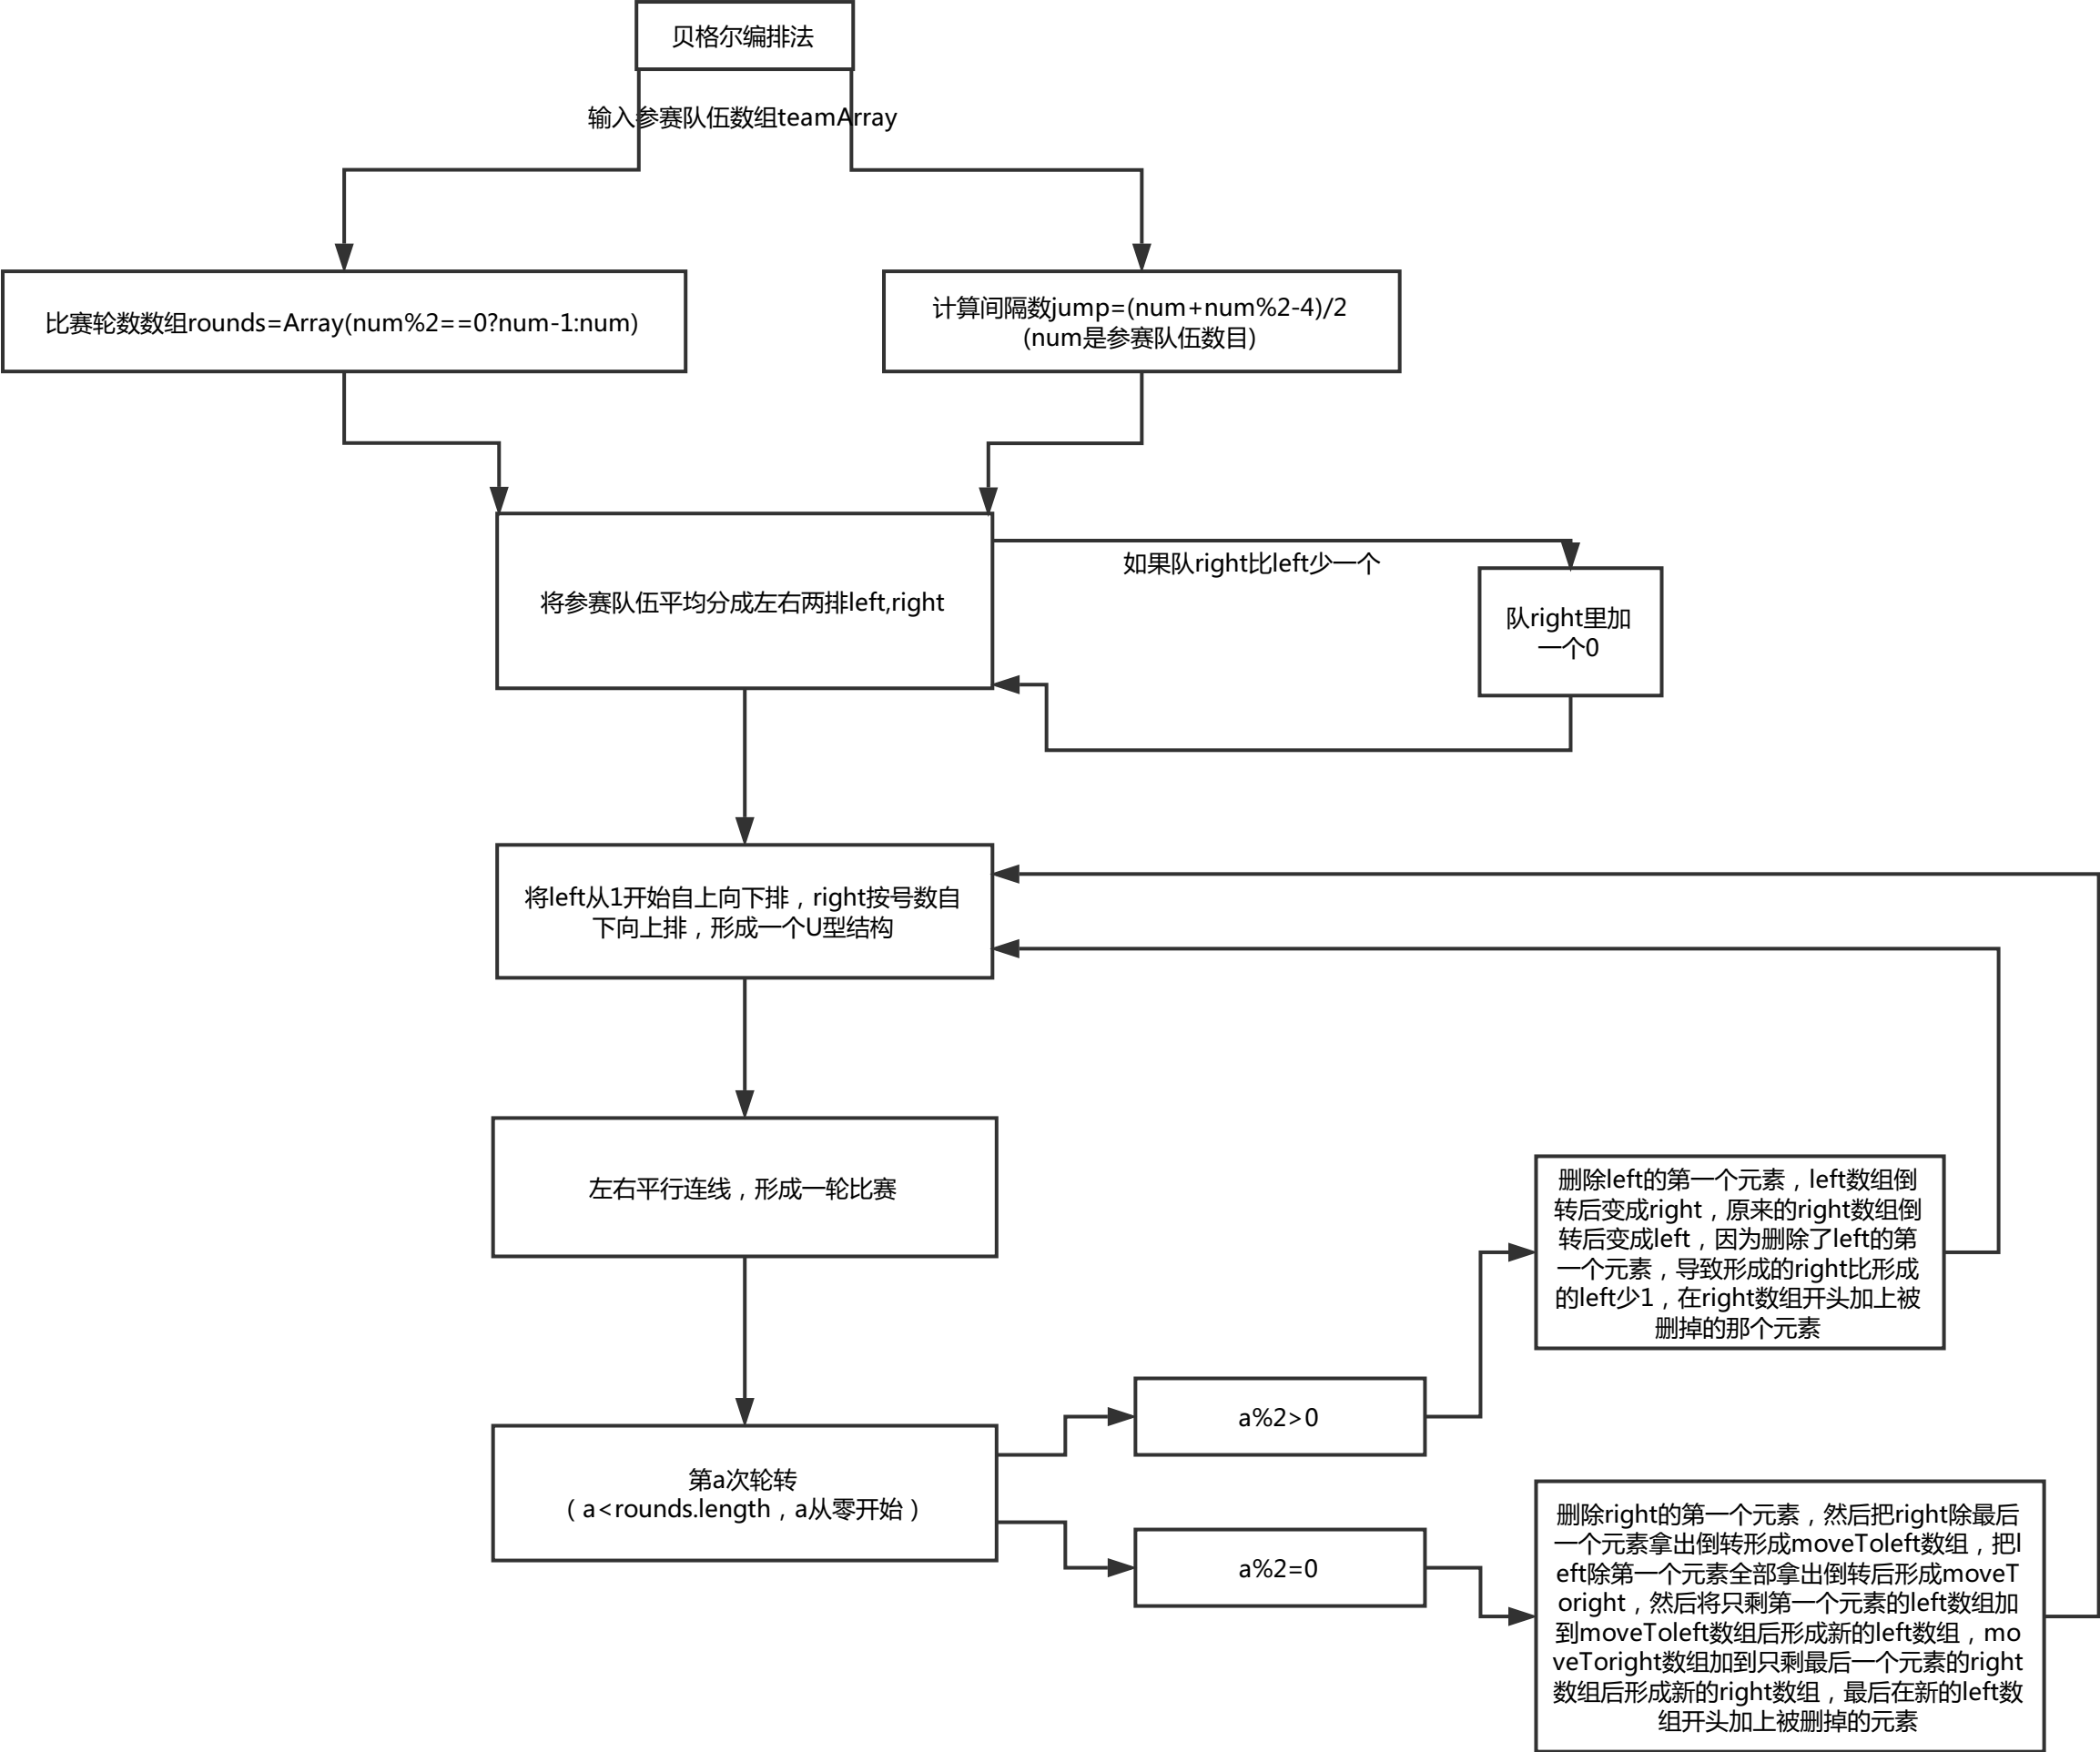 贝格尔编排法
输入参赛队伍数组teamArray
比赛轮数数组rounds=Array(num%2==0?num-1:num)
计算间隔数jump=(num+num%2-4)/2
(num是参赛队伍数目)
将参赛队伍平均分成左右两排left,right
如果队right比left少一个
队right里加
一个0
将left从1开始自上向下排，right按号数自
下向上排，形成一个U型结构
左右平行连线，形成一轮比赛
第a次轮转
（a<rounds.length，a从零开始）
a%2>0
删除left的第一个元素，left数组倒
转后变成right，原来的right数组倒
转后变成left，因为删除了left的第
一个元素，导致形成的right比形成
的left少1，在right数组开头加上被
删掉的那个元素
a%2=0
删除right的第一个元素，然后把right除最后
一个元素拿出倒转形成moveToleft数组，把l
eft除第一个元素全部拿出倒转后形成moveT
oright，然后将只剩第一个元素的left数组加
到moveToleft数组后形成新的left数组，mo
veToright数组加到只剩最后一个元素的right
数组后形成新的right数组，最后在新的left数
组开头加上被删掉的元素